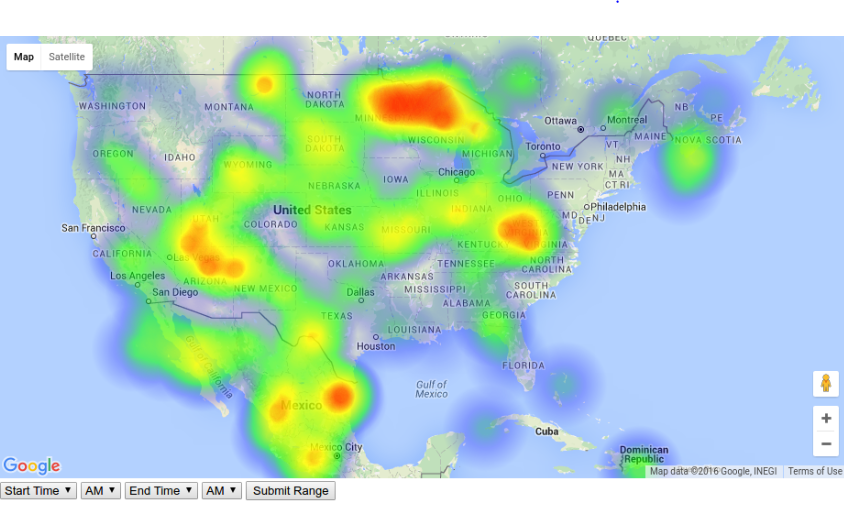 ONTARIO
QUEBEC
Map Satellite
WASHINGTON
MONTANA
NORTH
DAKOTA
NB
PE
Ottawa
Montreal
MAINE
NOVA SCOTIA
OREGON
IDAHO
SOUTH
DAKOTA
WISCONSIN
MICHIGAN
Toronto
VT
NH
NEW YORK
MA
CT RI
WYOMING
IOWA
Chicago
NEBRASKA
ILLINOIS
OHIO
PENN
Philadelphia
NEVADA
UTAH
United States
INDIANA
MD
DE NJ
San Francisco
COLORADO
KANSAS
MISSOURI
KENTUCKY
CALIFORNIA
Las Vegas
OKLAHOMA
TENNESSEE
NORTH
CAROLINA
Los Angeles
ARIZONA
NEW MEXICO
ARKANSAS
San Diego
Dallas
MISSISSIPPI
SOUTH
CAROLINA
ALABAMA
TEXAS
GEORGIA
LOUISIANA
Houston
FLORIDA
Gulf of
California
Gulf of
Mexico
Mexico
Cuba
Mexico City
Dominican
Republic
+
−
Google
Map data ©2016 Google, INEGI Terms of Use
Start Time ▼ AM ▼ End Time ▼ AM ▼ Submit Range